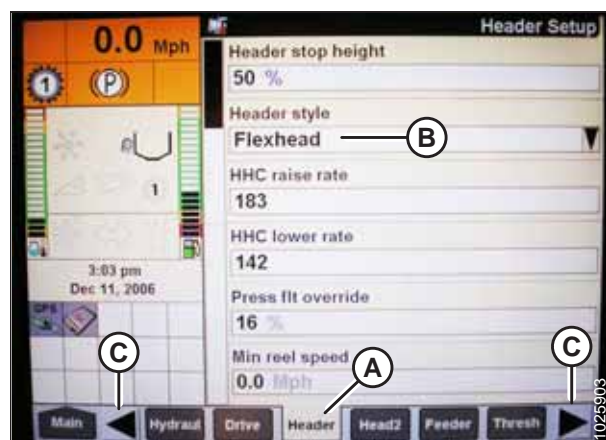 0.0 Mph
Header Setup
Header stop height
50 %
1
P
Header style
Flexhead
B
HHC raise rate
1
183
HHC lower rate
142
3:03 pm
Dec 11, 2006
Press flt override
16 %
GPS
Min reel speed
0.0 Mph
A
C
C
Main
Hydraul
Drive
Header
Head2
Feeder
Thresh
1025903